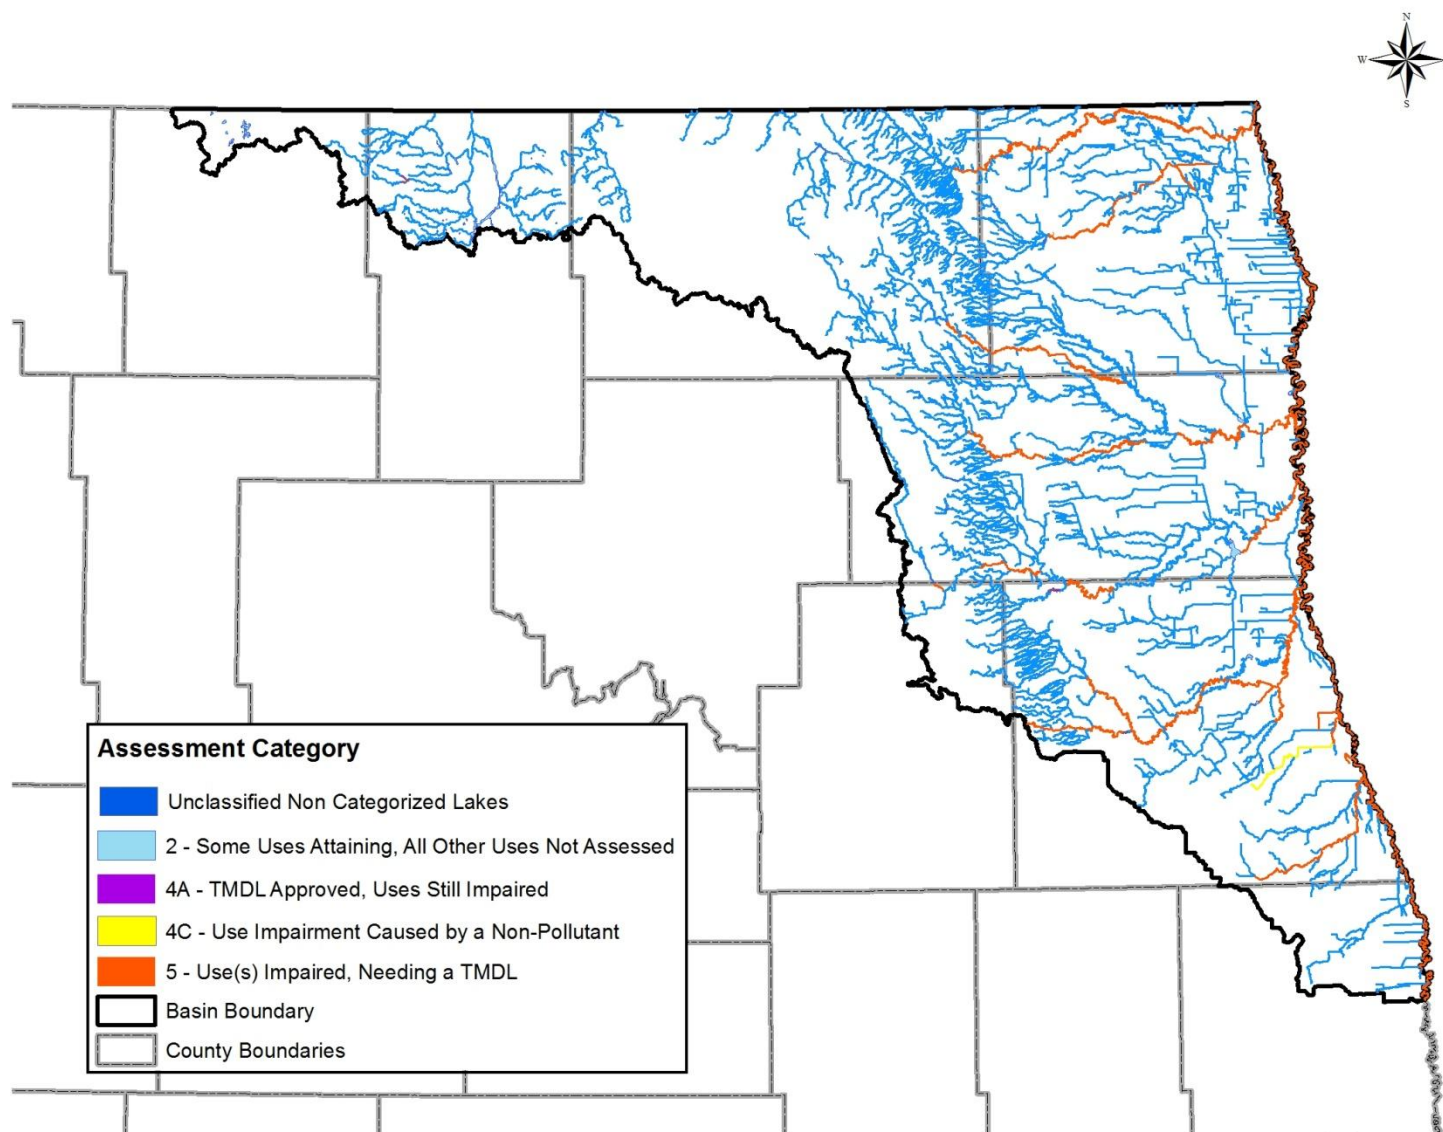 N
W
S
Assessment Category
Unclassified Non Categorized Lakes
2 - Some Uses Attaining, All Other Uses Not Assessed
4A - TMDL Approved, Uses Still Impaired
4C - Use Impairment Caused by a Non-Pollutant
5 - Use(s) Impaired, Needing a TMDL
Basin Boundary
County Boundaries